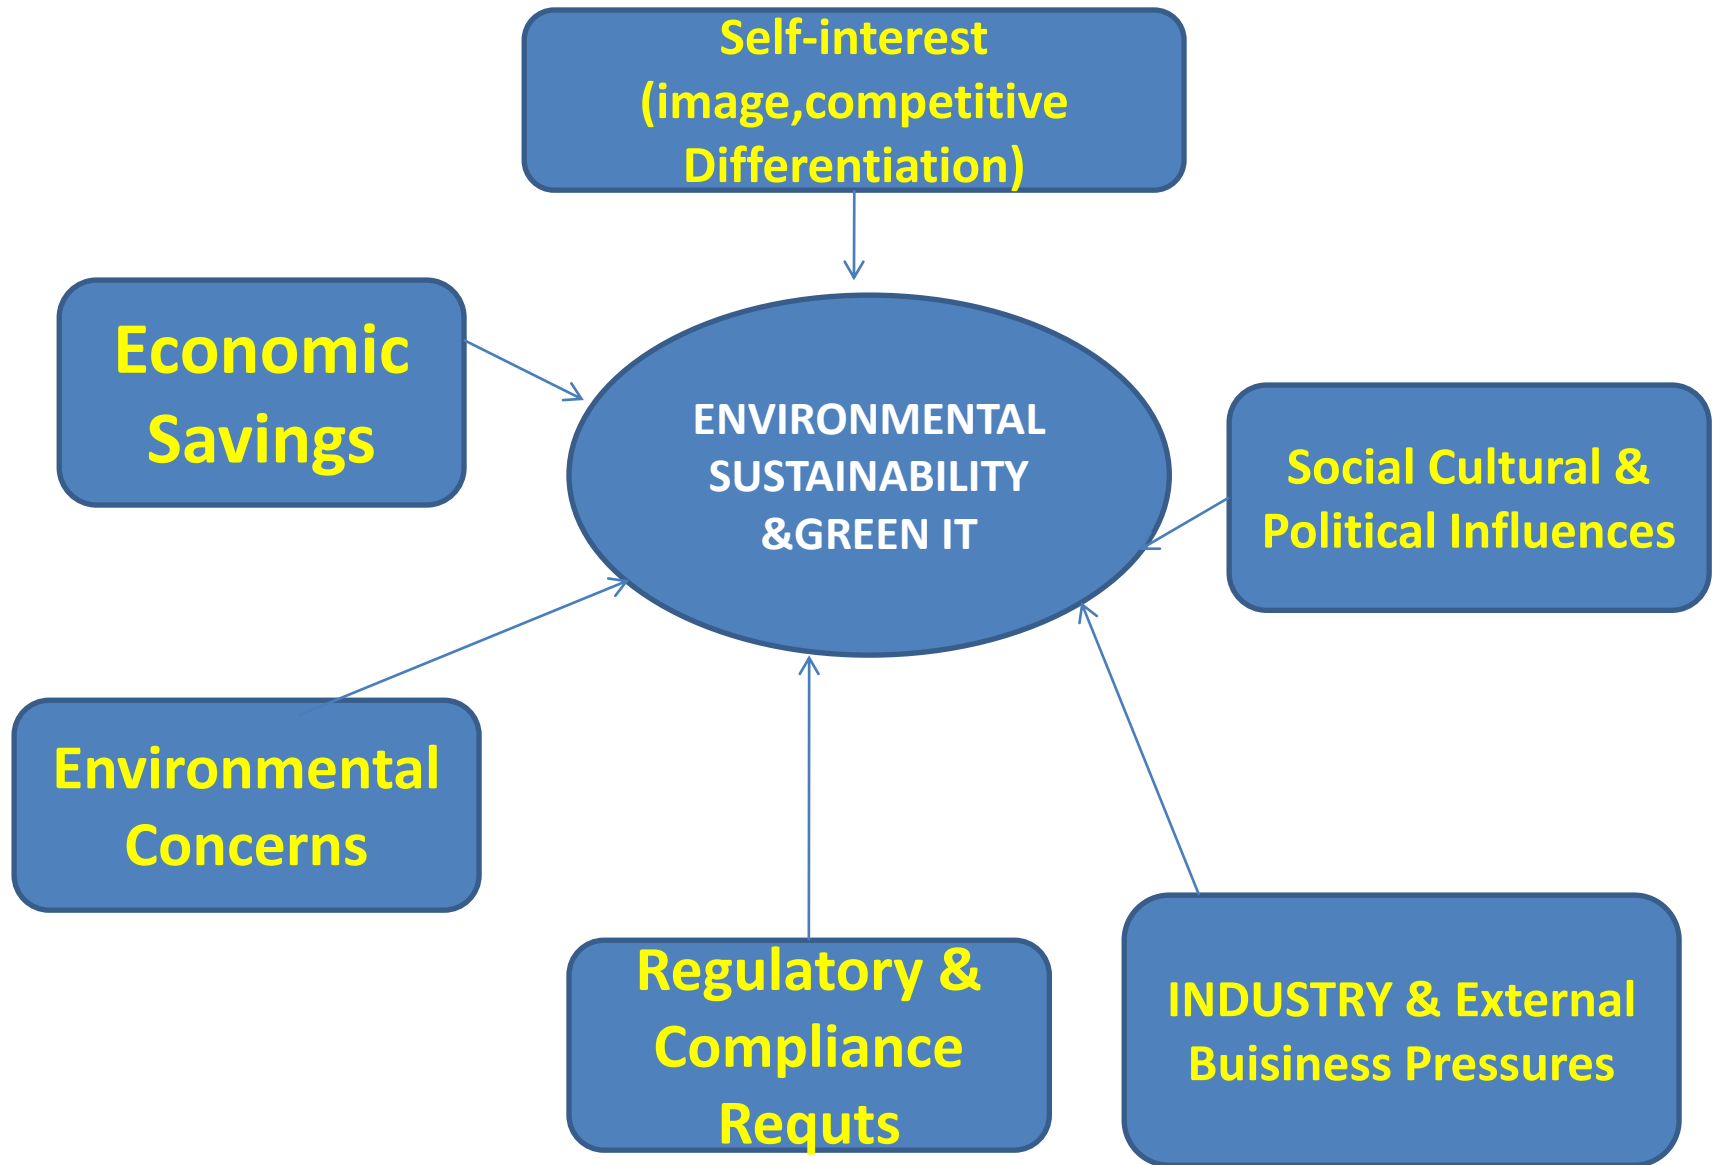 Self-interest
(image,competitive
Differentiation)
Economic
Savings
ENVIRONMENTAL
SUSTAINABILITY
&GREEN IT
Social Cultural &
Political Influences
Environmental
Concerns
Regulatory &
Compliance
Requts
INDUSTRY & External
Buisiness Pressures